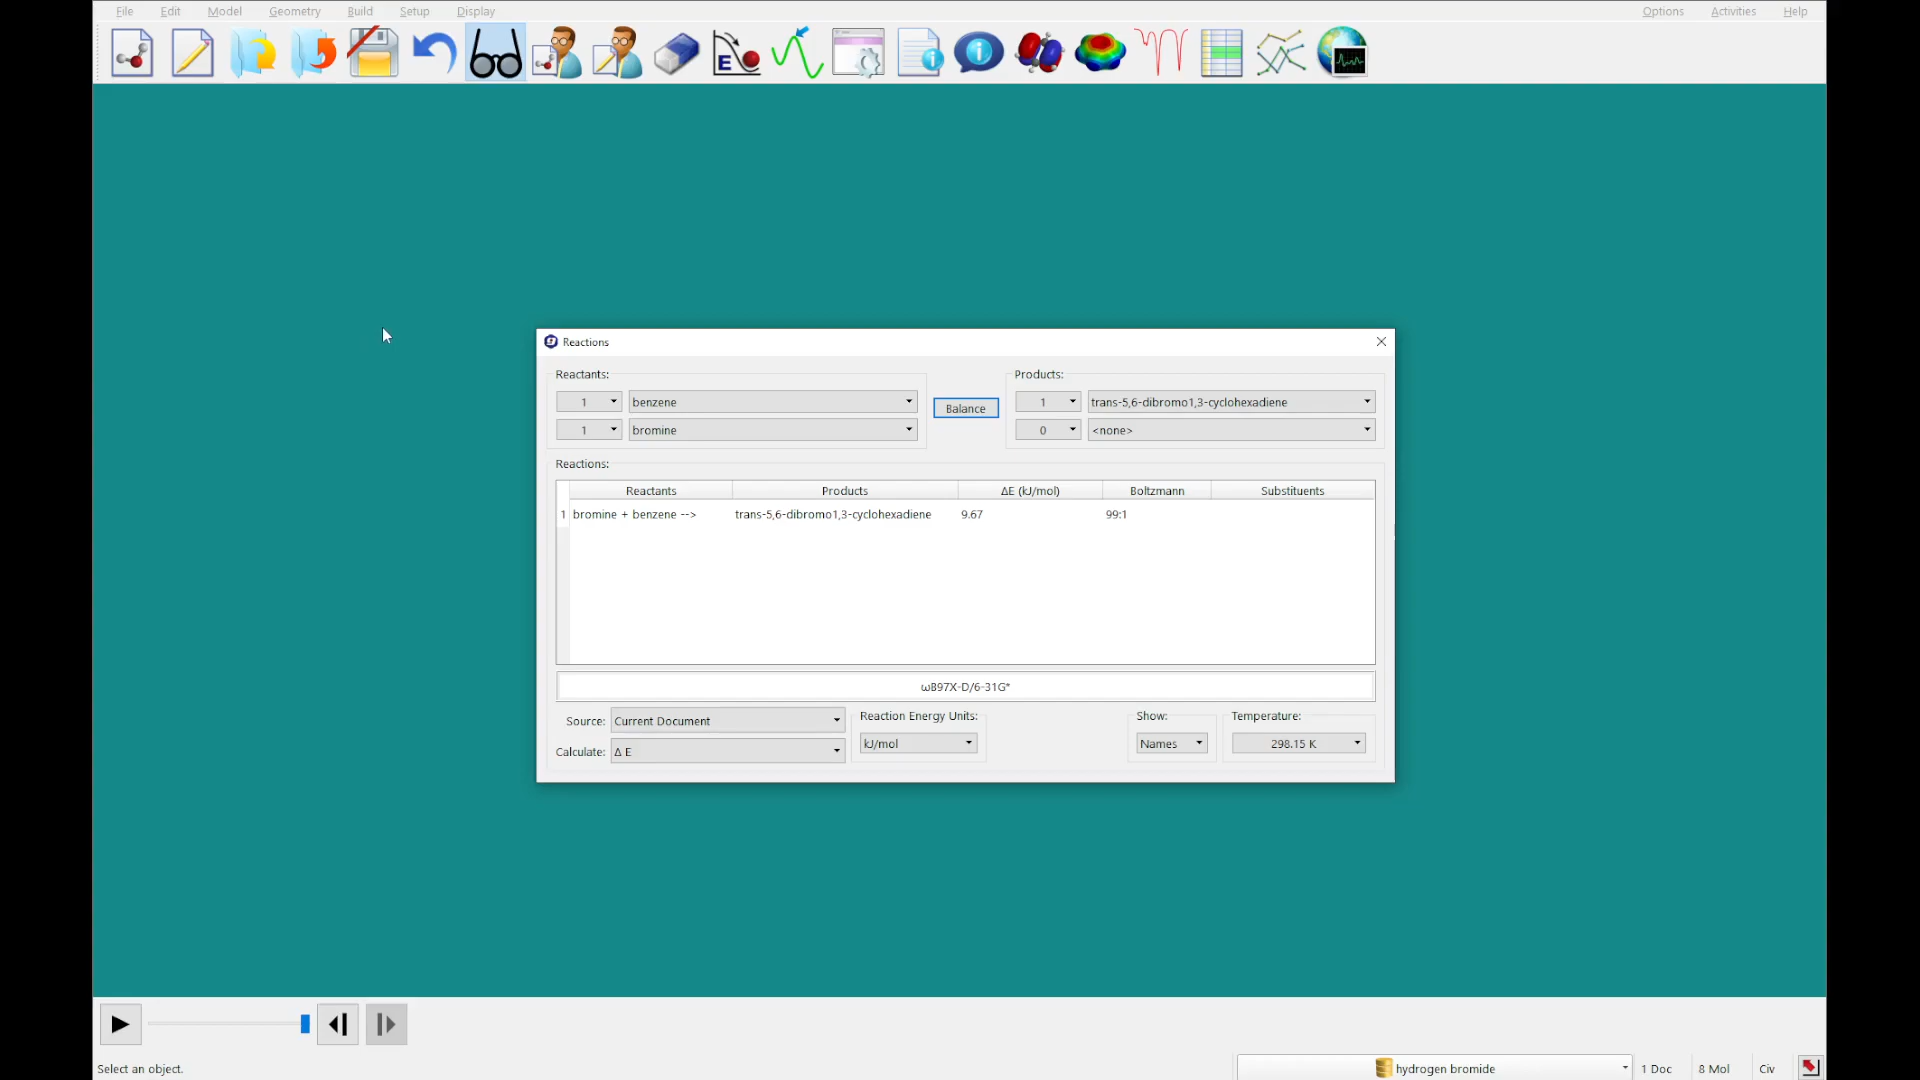 File Edit Model Geometry Build Setup Display Options Activities Help
E
Reactions
Reactants:
Products:
1 benzene
Balance
1 trans-5,6-dibromo1,3-cyclohexadiene
1 bromine
0 <none>
Reactions:
Reactants Products ΔE (kJ/mol) Boltzmann Substituents
1 bromine + benzene --> trans-5,6-dibromo1,3-cyclohexadiene 9.67 99:1
ωB97X-D/6-31G*
Source: Current Document
Reaction Energy Units:
Show:
Temperature:
kJ/mol
Names
298.15 K
Calculate: Δ E
Select an object.
hydrogen bromide
1 Doc
8 Mol
Civ